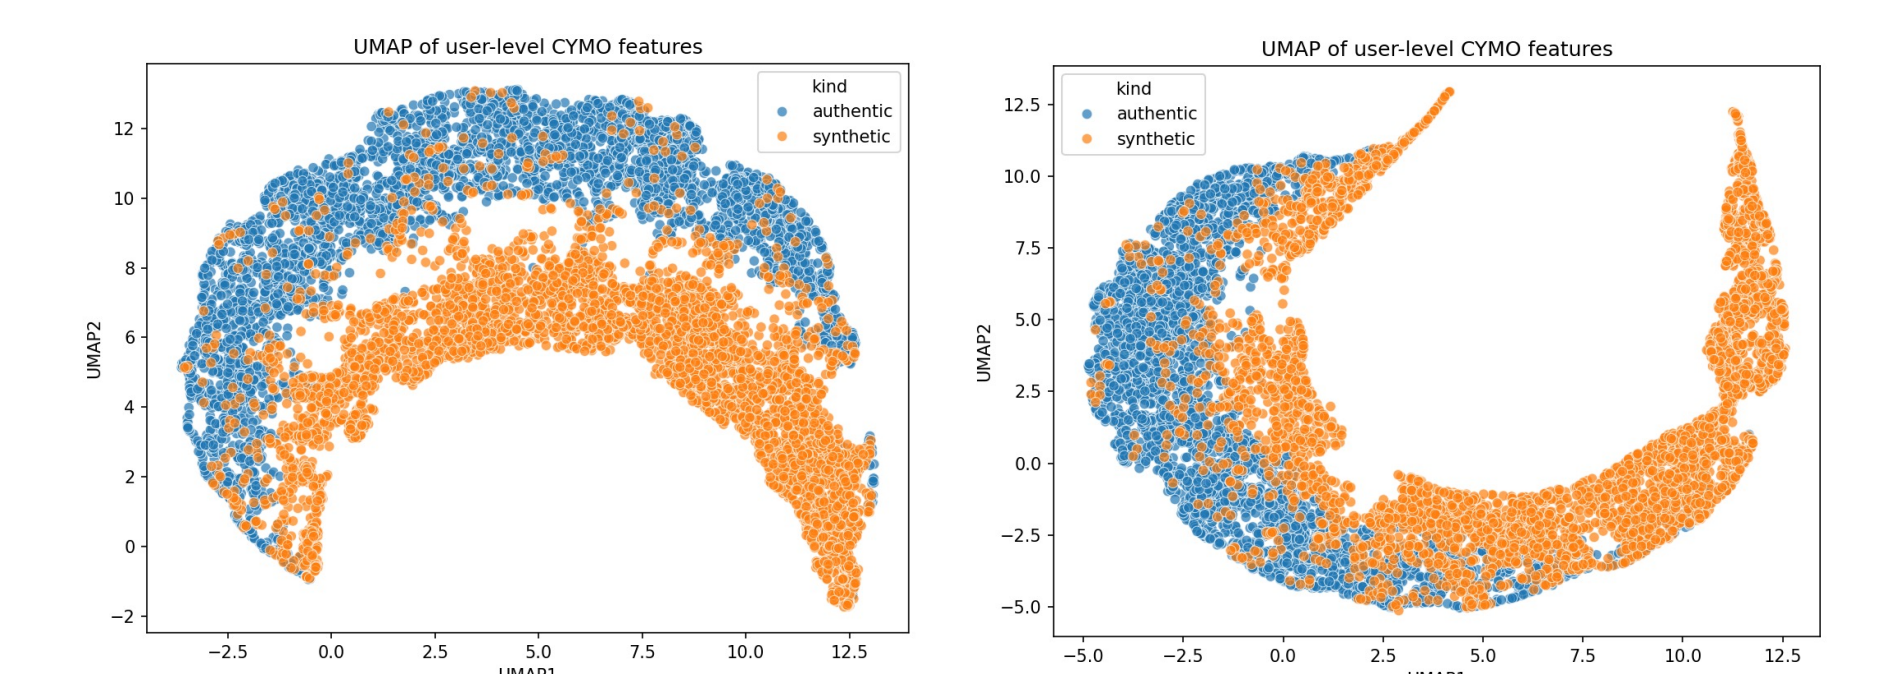 UMAP of user-level CYMO features
kind
authentic
synthetic
UMAP2
12
10
8
6
4
2
0
−2
−2.5 0.0 2.5 5.0 7.5 10.0 12.5
UMAP1
UMAP of user-level CYMO features
kind
authentic
synthetic
UMAP2
12.5
10.0
7.5
5.0
2.5
0.0
−2.5
−5.0
−5.0 −2.5 0.0 2.5 5.0 7.5 10.0 12.5
UMAP1